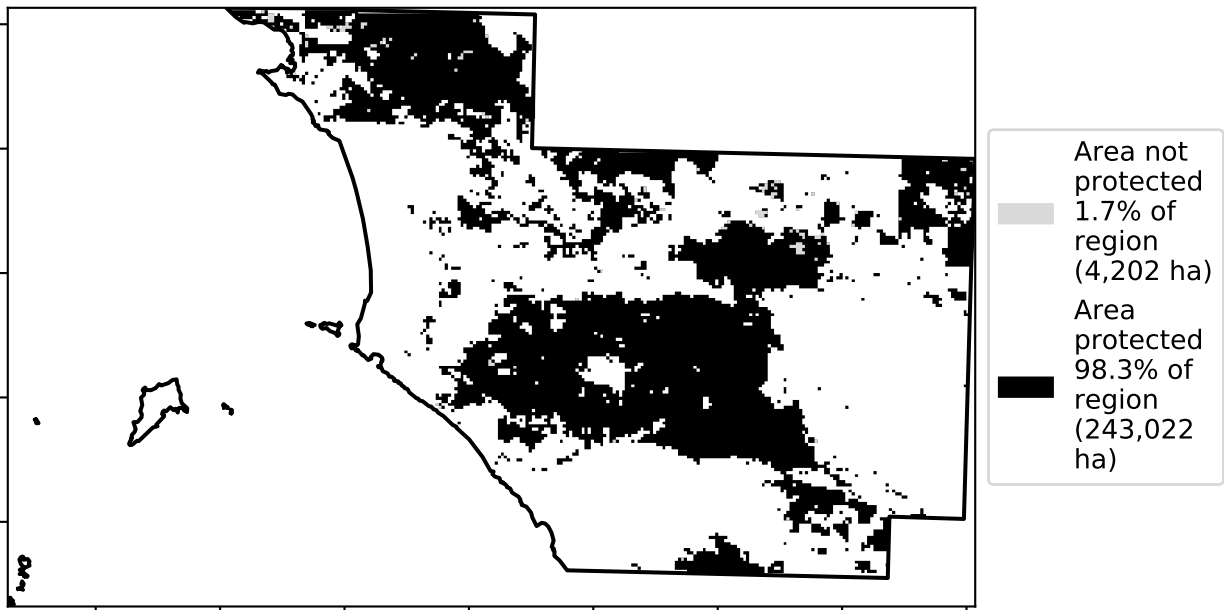 Area not
protected
1.7% of
region
(4,202 ha)
Area
protected
98.3% of
region
(243,022
ha)